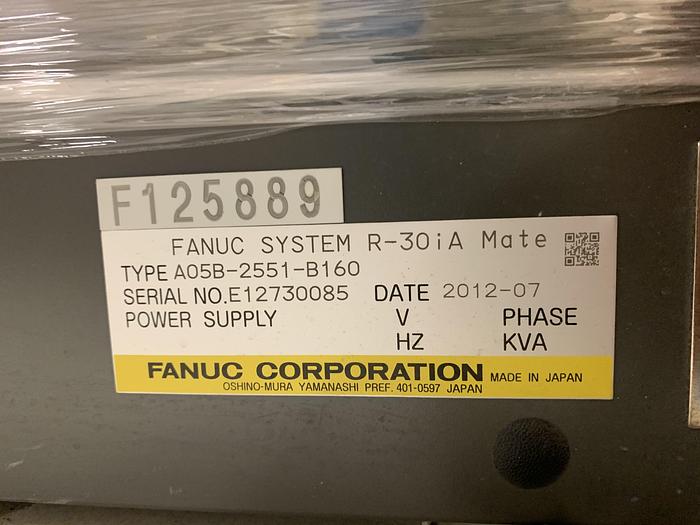 F125889
FANUC SYSTEM R-30iA Mate
TYPE A05B-2551-B160
SERIAL NO.E12730085 DATE 2012-07
POWER SUPPLY V PHASE
HZ KVA
FANUC CORPORATION MADE IN JAPAN
OSHINO-MURA YAMANASHI PREF. 401-0597 JAPAN